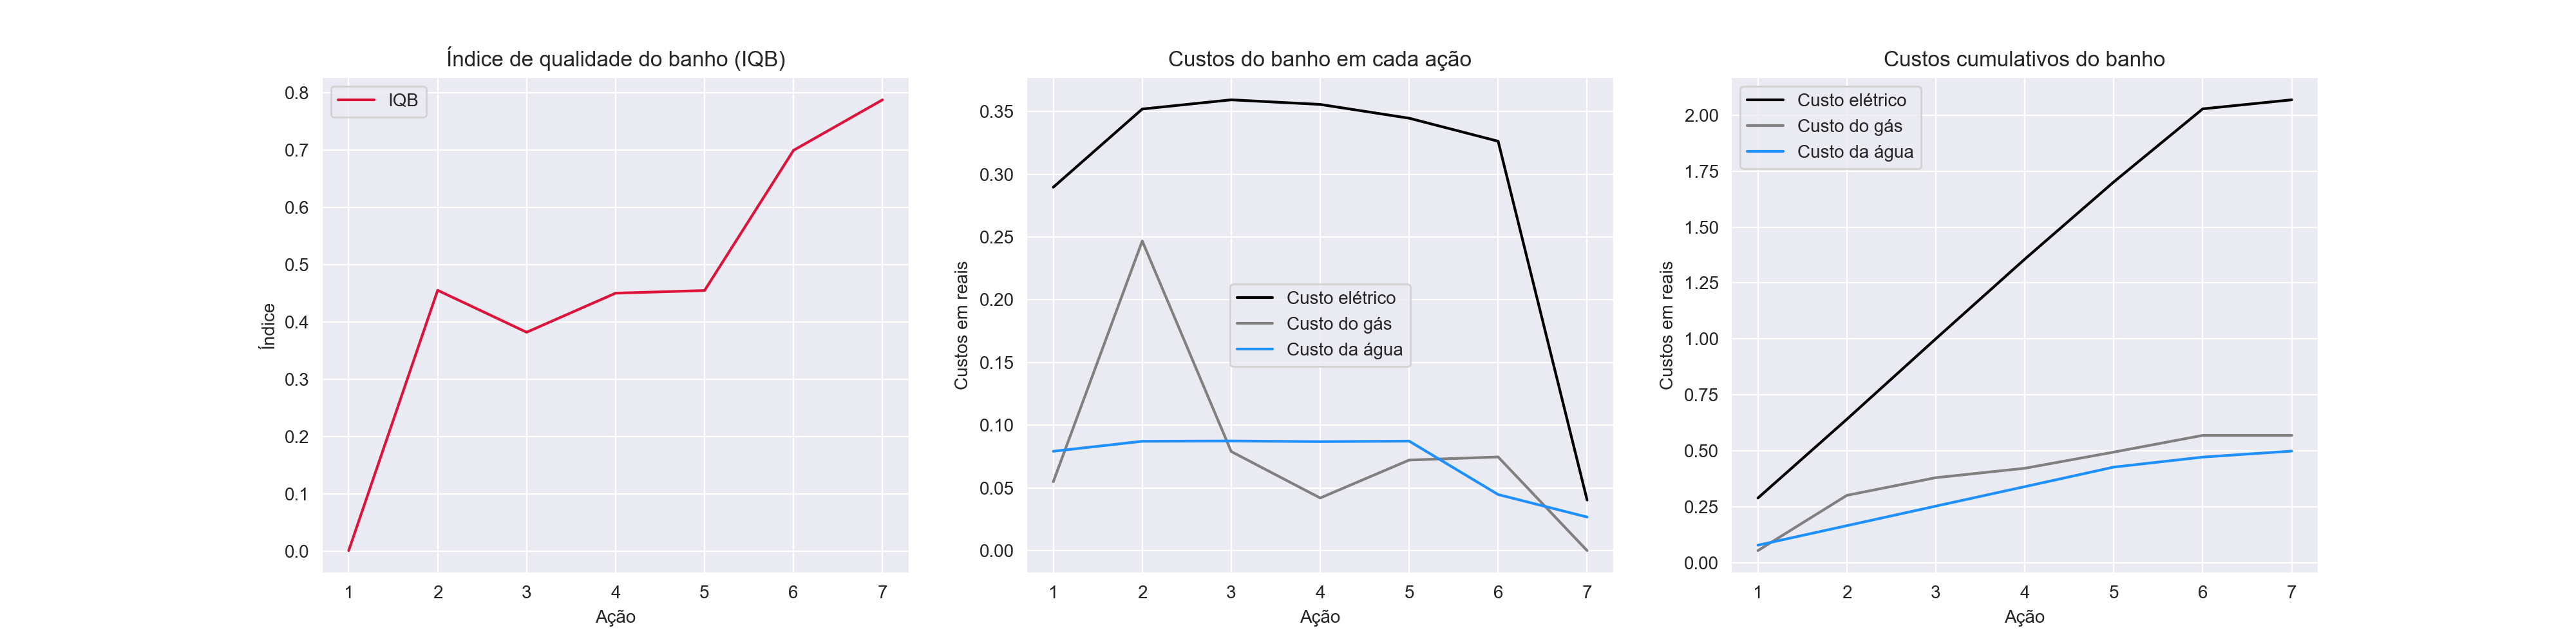 Índice de qualidade do banho (IQB)
IQB
0.8
0.7
0.6
0.5
0.4
0.3
0.2
0.1
0.0
Índice
1 2 3 4 5 6 7
Ação
Custos do banho em cada ação
0.35
0.30
0.25
0.20
0.15
0.10
0.05
0.00
Custos em reais
Custo elétrico
Custo do gás
Custo da água
1 2 3 4 5 6 7
Ação
Custos cumulativos do banho
Custo elétrico
Custo do gás
Custo da água
2.00
1.75
1.50
1.25
1.00
0.75
0.50
0.25
0.00
Custos em reais
1 2 3 4 5 6 7
Ação